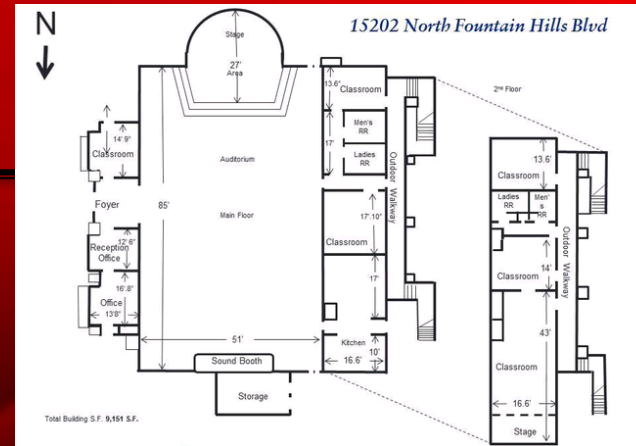 N
15202 North Fountain Hills Blvd
Stage
27'
Area
2nd Floor
13.6"
Classroom
Men's
RR
17'
Ladies
RR
14' 9"
Classroom
Auditorium
Outdoor Walkway
Foyer
85'
Main Floor
12' 6"
Reception
Office
17'.10"
Classroom
16'.8"
Office
13'8"
17'
51'
Kitchen
10'
16.6'
Sound Booth
Storage
13.6'
Classroom
Ladies
RR
Men'
s
RR
Outdoor Walkway
14'
Classroom
43'
Classroom
16.6'
Stage
Total Building S.F. 9,151 S.F.